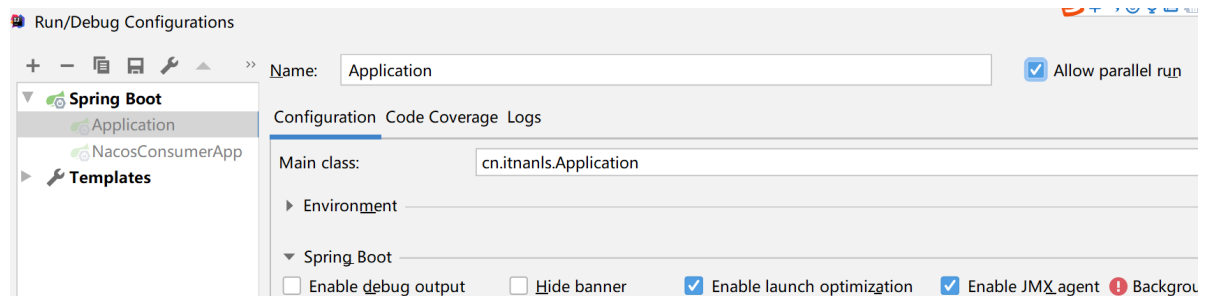 Run/Debug Configurations
Name: Application Allow parallel run
Spring Boot
Application
NacosConsumerApp
Templates
Configuration Code Coverage Logs
Main class: cn.itnanls.Application
Environment
Spring Boot
Enable debug output Hide banner Enable launch optimization Enable JMX agent